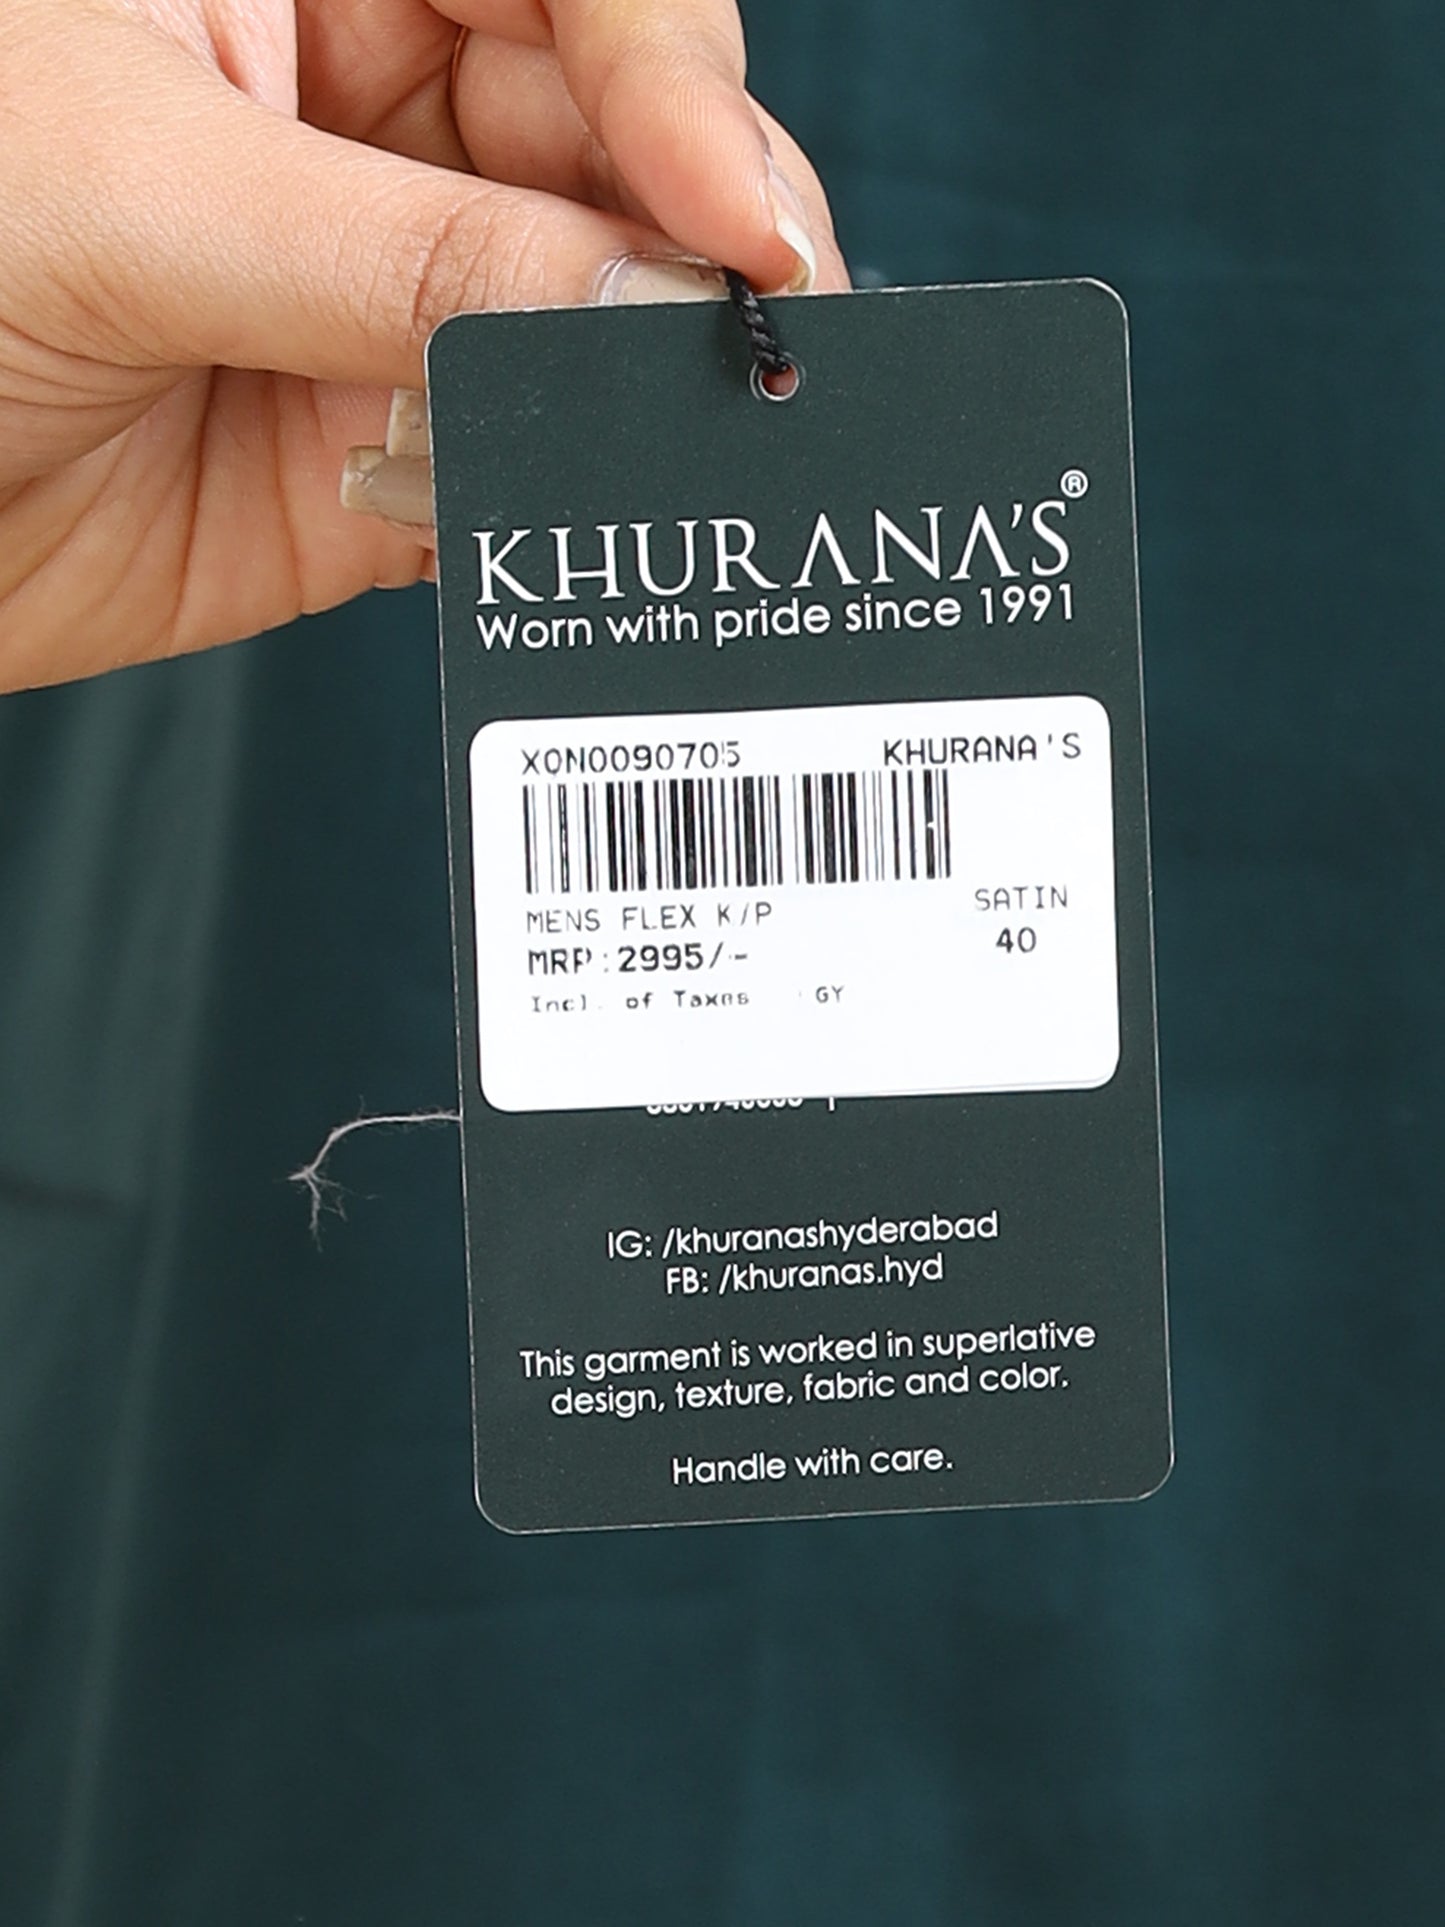 KHURANA'S®
Worn with pride since 1991
XON0090705 KHURANA'S
MENS FLEX K/P SATIN
MRP:2995/- 40
Incl. of Taxes GY
IG: /khuranashyderabad
FB: /khuranas.hyd
This garment is worked in superlative
design, texture, fabric and color.
Handle with care.